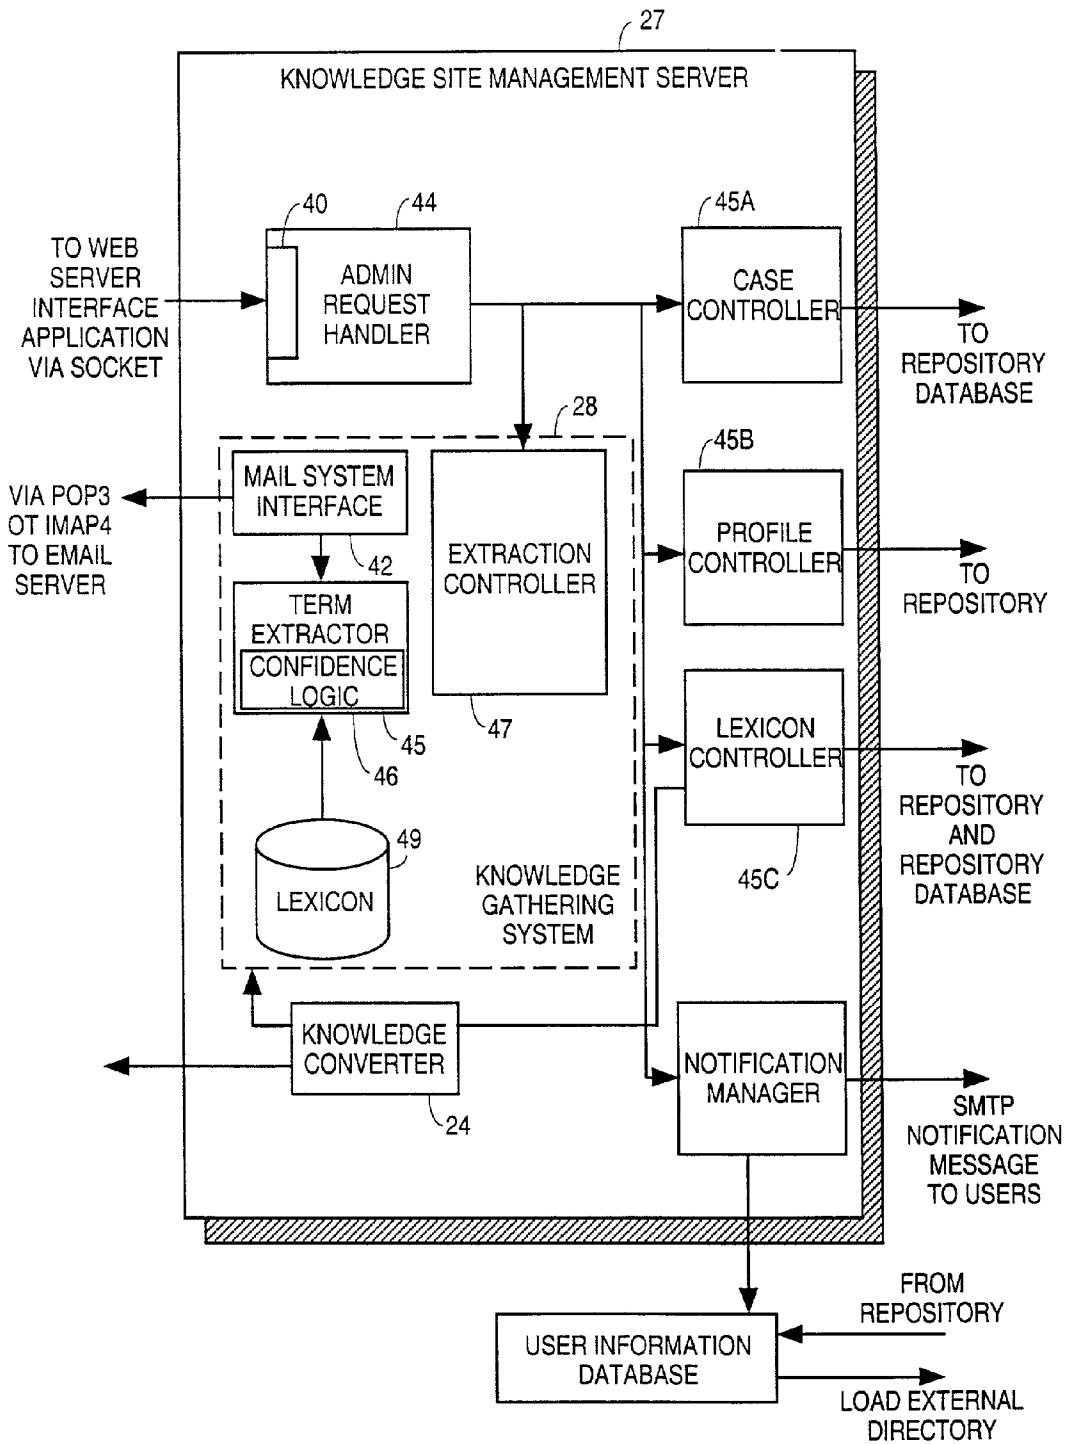 27
KNOWLEDGE SITE MANAGEMENT SERVER
40
44
45A
TO WEB
SERVER
INTERFACE
APPLICATION
VIA SOCKET
ADMIN
REQUEST
HANDLER
CASE
CONTROLLER
TO
REPOSITORY
DATABASE
28
45B
MAIL SYSTEM
INTERFACE
VIA POP3
OT IMAP4
TO EMAIL
SERVER
42
EXTRACTION
CONTROLLER
PROFILE
CONTROLLER
TO
REPOSITORY
TERM
EXTRACTOR
CONFIDENCE
LOGIC
47
45
46
LEXICON
CONTROLLER
TO
REPOSITORY
AND
REPOSITORY
DATABASE
49
45C
LEXICON
KNOWLEDGE
GATHERING
SYSTEM
KNOWLEDGE
CONVERTER
24
NOTIFICATION
MANAGER
SMTP
NOTIFICATION
MESSAGE
TO USERS
FROM
REPOSITORY
USER INFORMATION
DATABASE
LOAD EXTERNAL
DIRECTORY